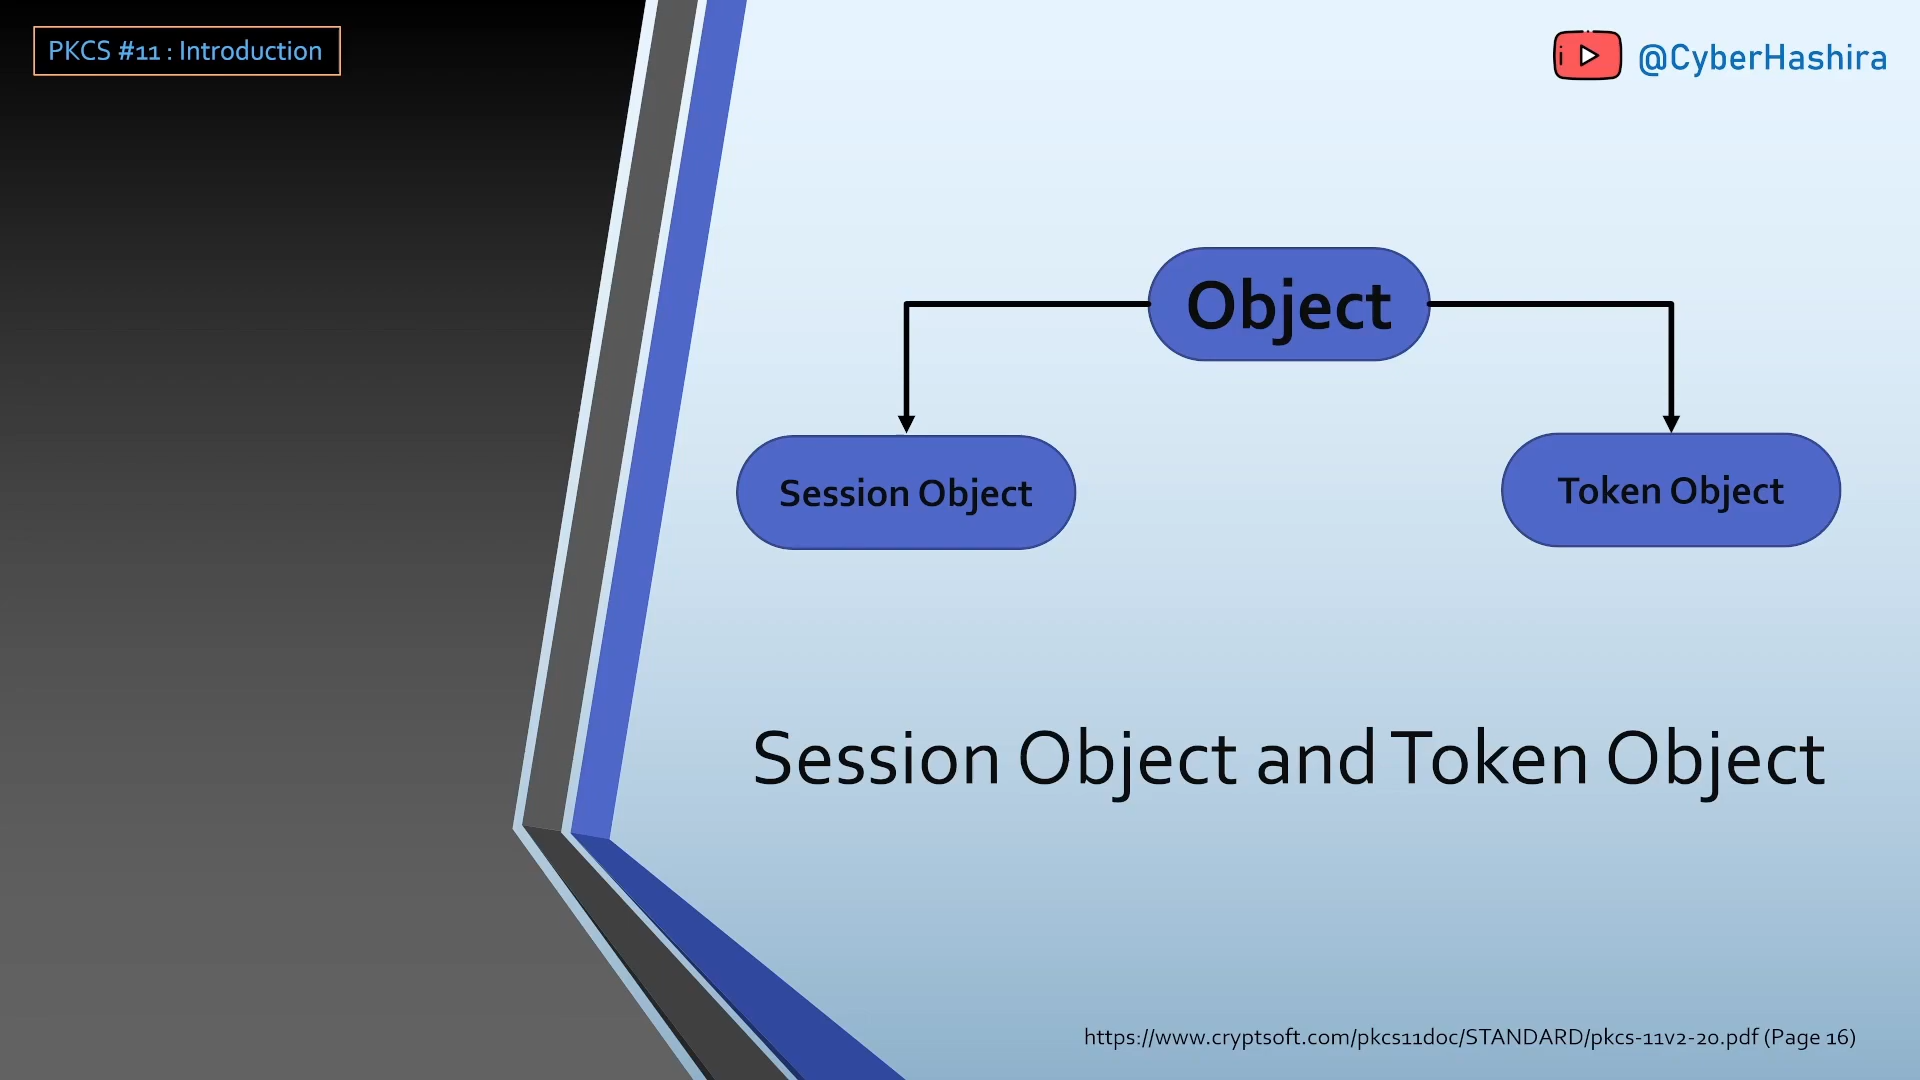 PKCS #11 : Introduction
@CyberHashira
Object
Session Object
Token Object
Session Object and Token Object
https://www.cryptsoft.com/pkcs11doc/STANDARD/pkcs-11v2-20.pdf (Page 16)